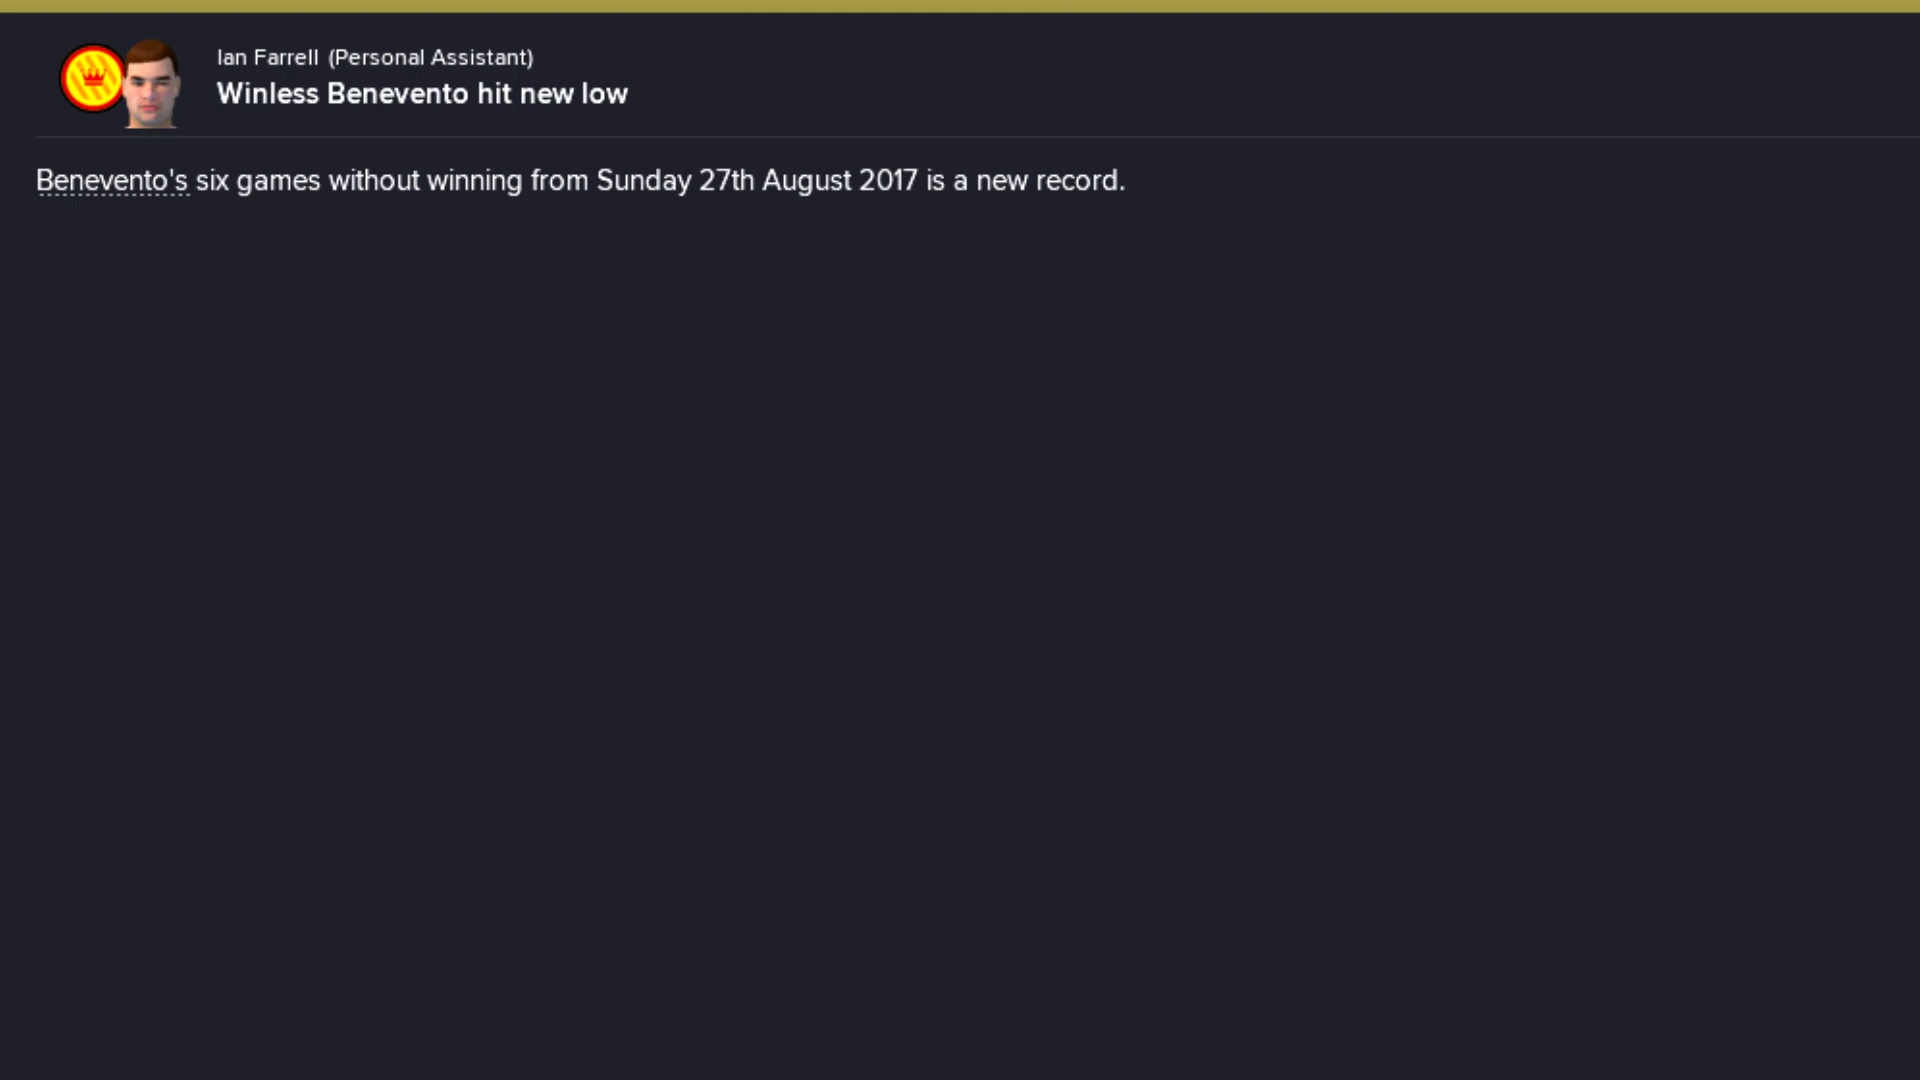 Ian Farrell (Personal Assistant)
Winless Benevento hit new low
Benevento's six games without winning from Sunday 27th August 2017 is a new record.